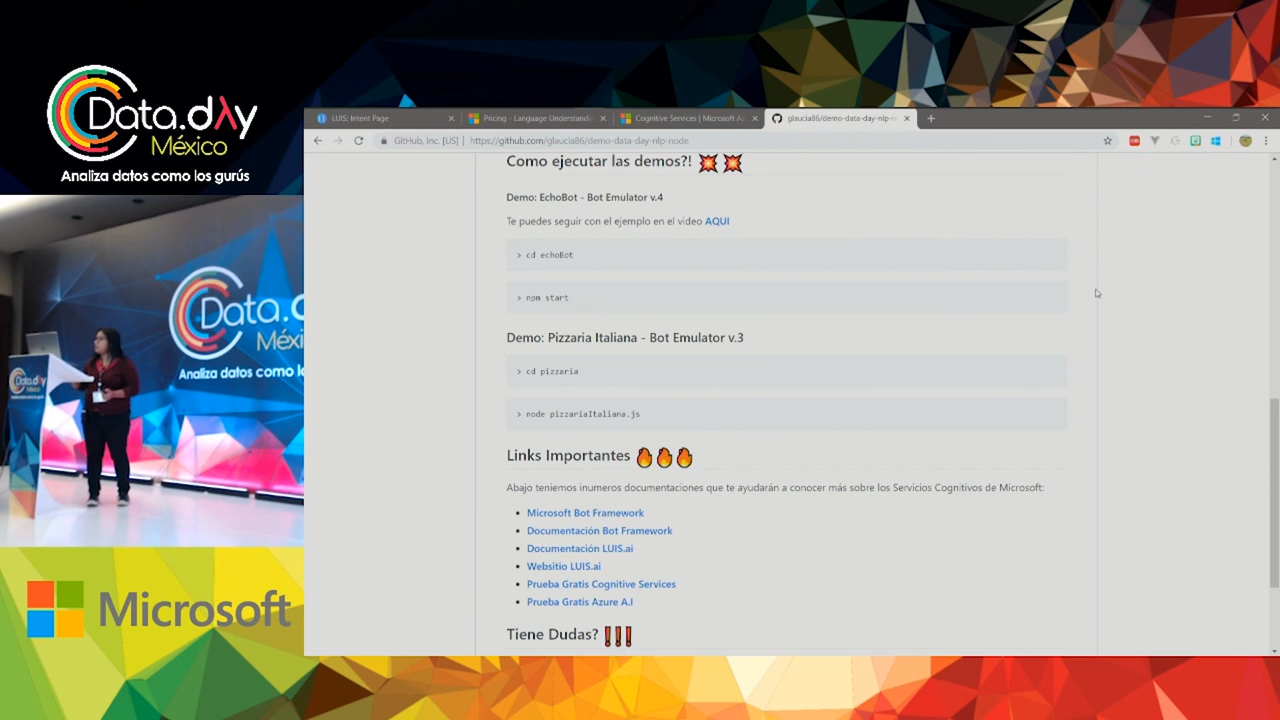 Data.day
México
Analiza datos como los gurús
LUIS: Intent Page
Pricing - Language Understandin
Cognitive Services | Microsoft Az
glaucia86/demo-data-day-nlp-n
GitHub, Inc. [US] | https://github.com/glaucia86/demo-data-day-nlp-node
Como ejecutar las demos?! 💥 💥
Demo: EchoBot - Bot Emulator v.4
Te puedes seguir con el ejemplo en el video AQUI
> cd echoBot
> npm start
Demo: Pizzaria Italiana - Bot Emulator v.3
> cd pizzaria
> node pizzariaItaliana.js
Links Importantes 🔥🔥🔥
Abajo teniemos inumeros documentaciones que te ayudarán a conocer más sobre los Servicios Cognitivos de Microsoft:
• Microsoft Bot Framework
• Documentación Bot Framework
• Documentación LUIS.ai
• Websitio LUIS.ai
• Prueba Gratis Cognitive Services
• Prueba Gratis Azure A.I
Tiene Dudas? ❗❗❗
Data.d
Méxi
Analiza datos como lo
Data.day
México
Microsoft